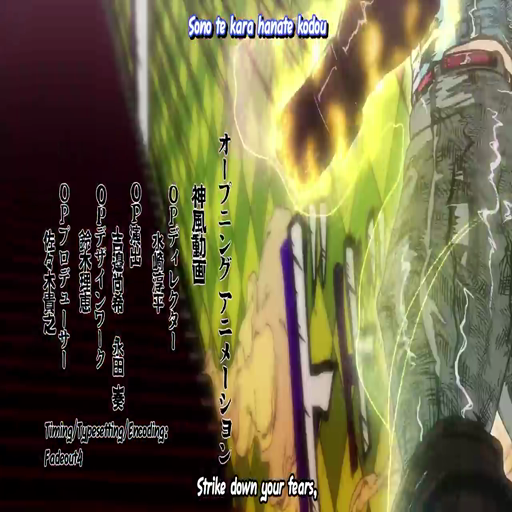 Sono te kara hanate kodou
オープニングアニメーション
神風動画
OPディレクター
水﨑淳平
OP演出
吉邉尚希 永田 奏
OPデザインワーク
鈴木理恵
OPプロデューサー
佐々木貴之
Timing/Typesetting/Encoding:
Fadeout4
Strike down your fears,